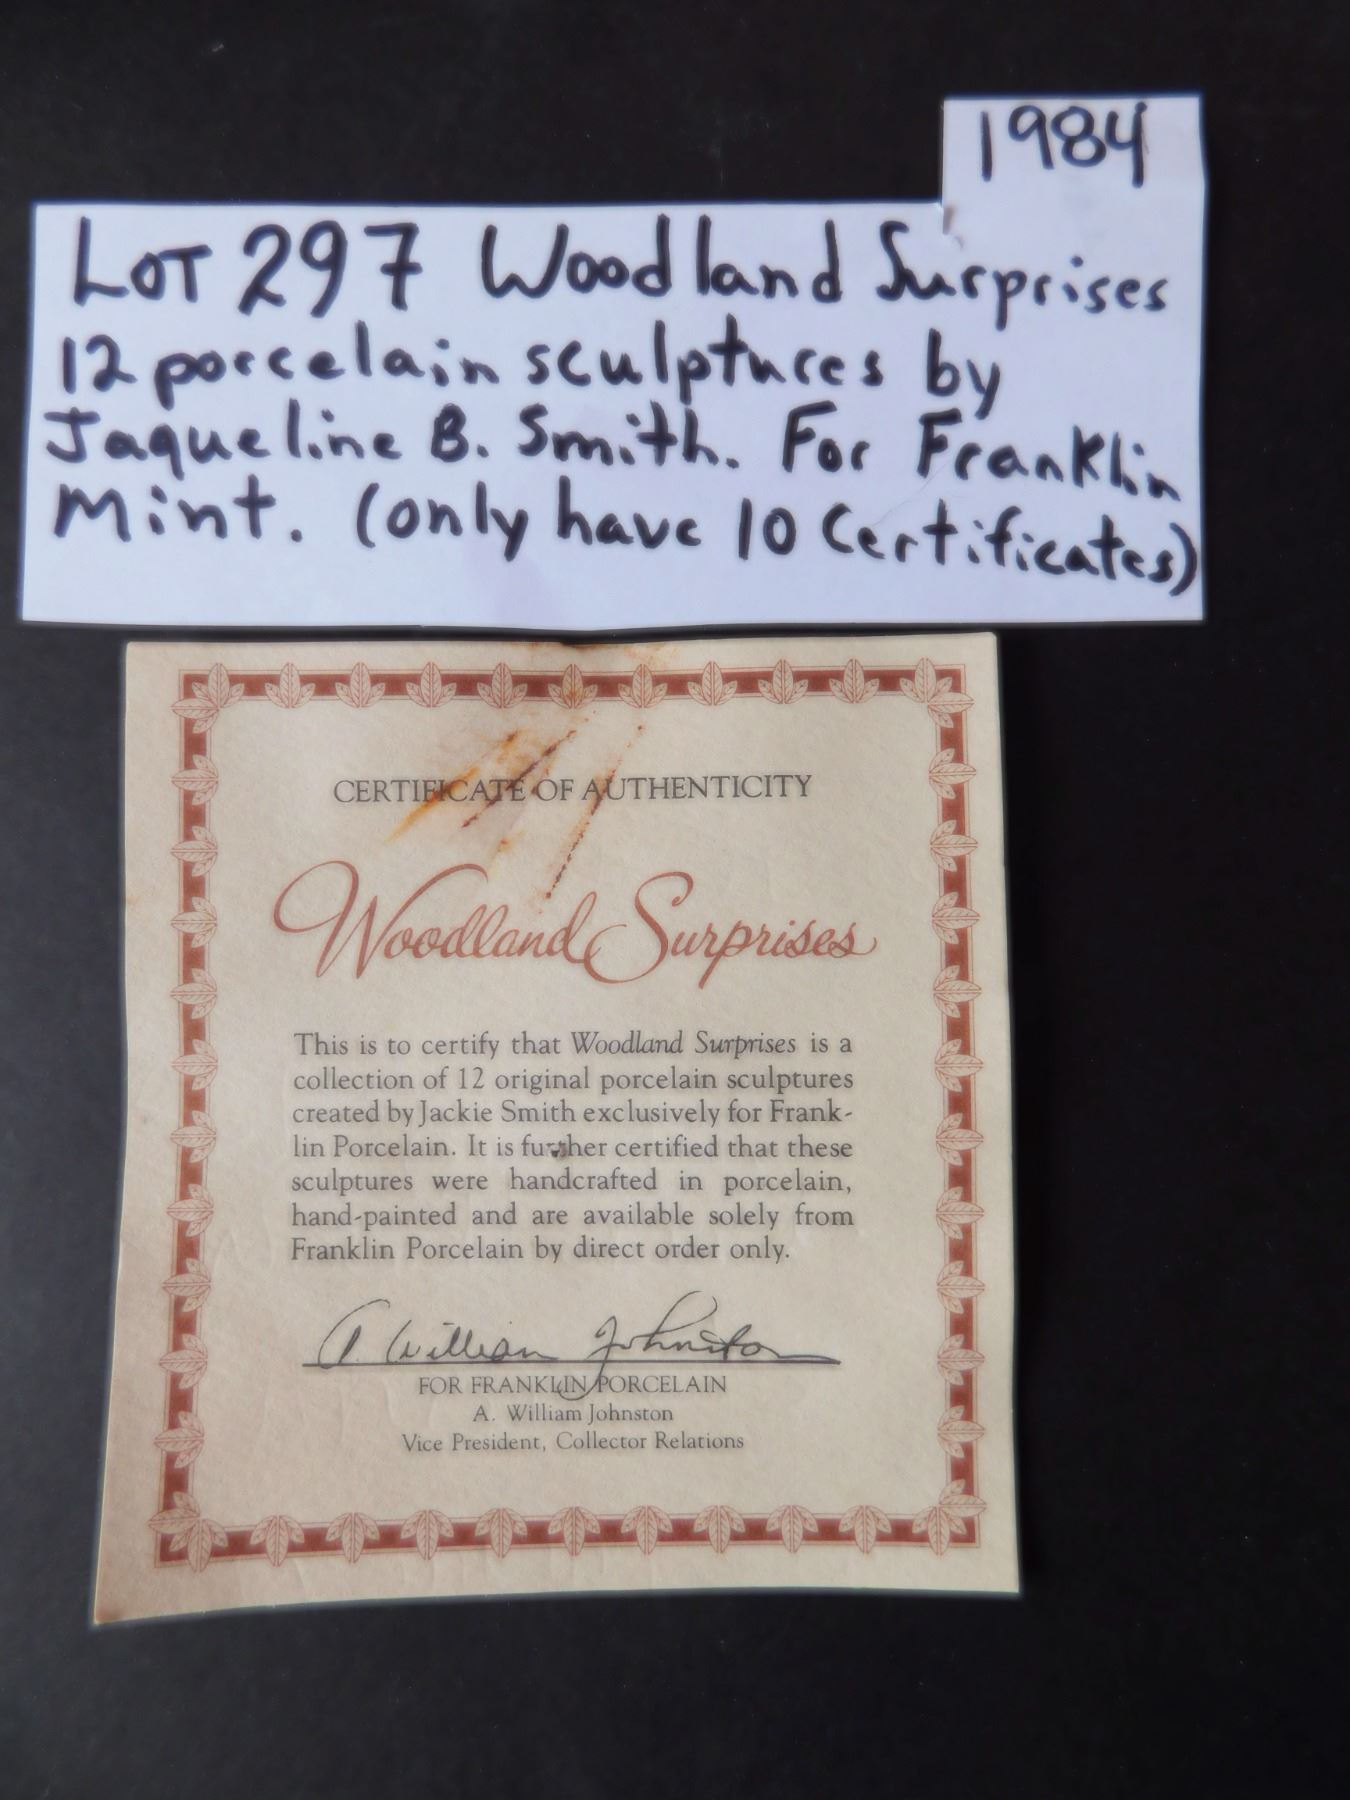 1984
LOT 297 Woodland Surprises
12 porcelain sculptures by
Jaqueline B. Smith. For Franklin
Mint. (only have 10 Certificates)
CERTIFICATE OF AUTHENTICITY
Woodland Surprises
This is to certify that Woodland Surprises is a
collection of 12 original porcelain sculptures
created by Jackie Smith exclusively for Frank-
lin Porcelain. It is further certified that these
sculptures were handcrafted in porcelain,
hand-painted and are available solely from
Franklin Porcelain by direct order only.
A. William Johnston
FOR FRANKLIN PORCELAIN
A. William Johnston
Vice President, Collector Relations